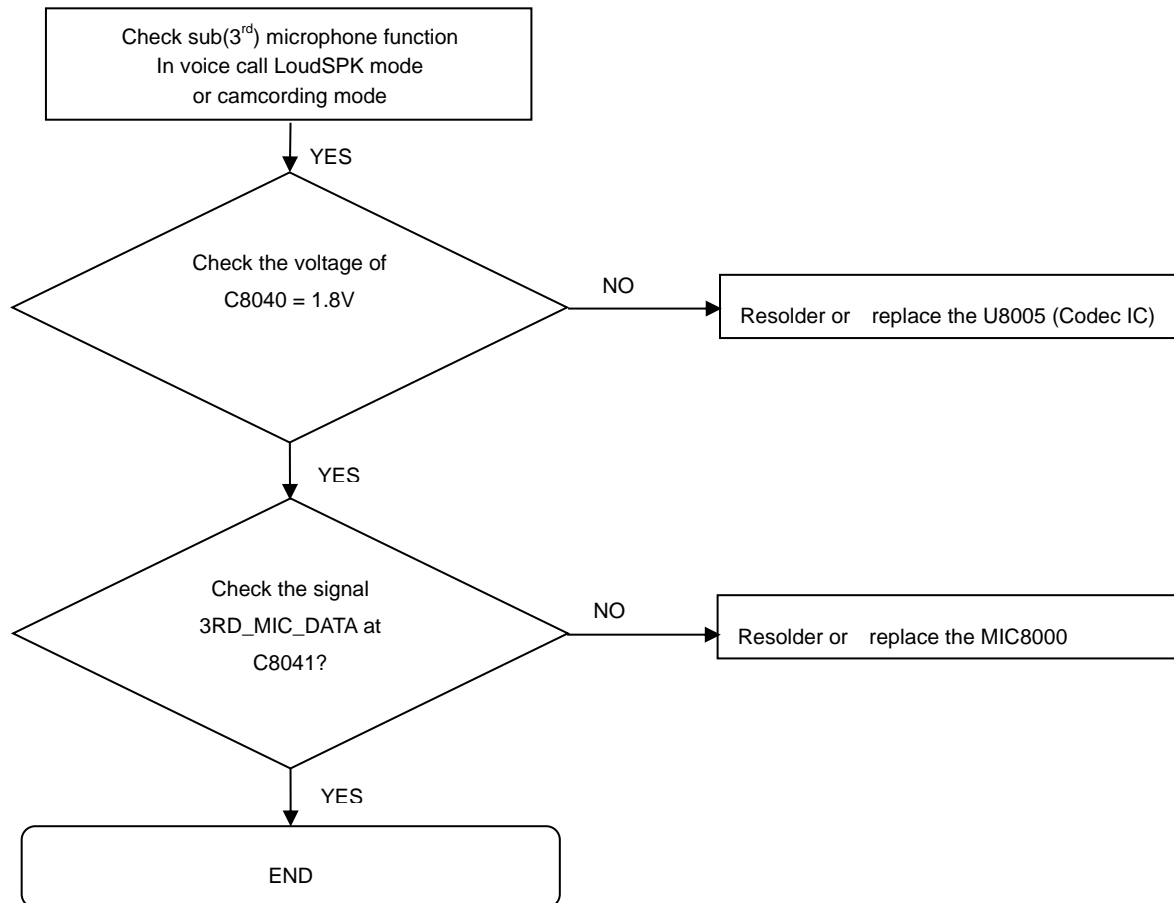 Check sub(3rd) microphone function
In voice call LoudSPK mode
or camcording mode
YES
Check the voltage of
C8040 = 1.8V
NO
Resolder or replace the U8005 (Codec IC)
YES
Check the signal
3RD_MIC_DATA at
C8041?
NO
Resolder or replace the MIC8000
YES
END